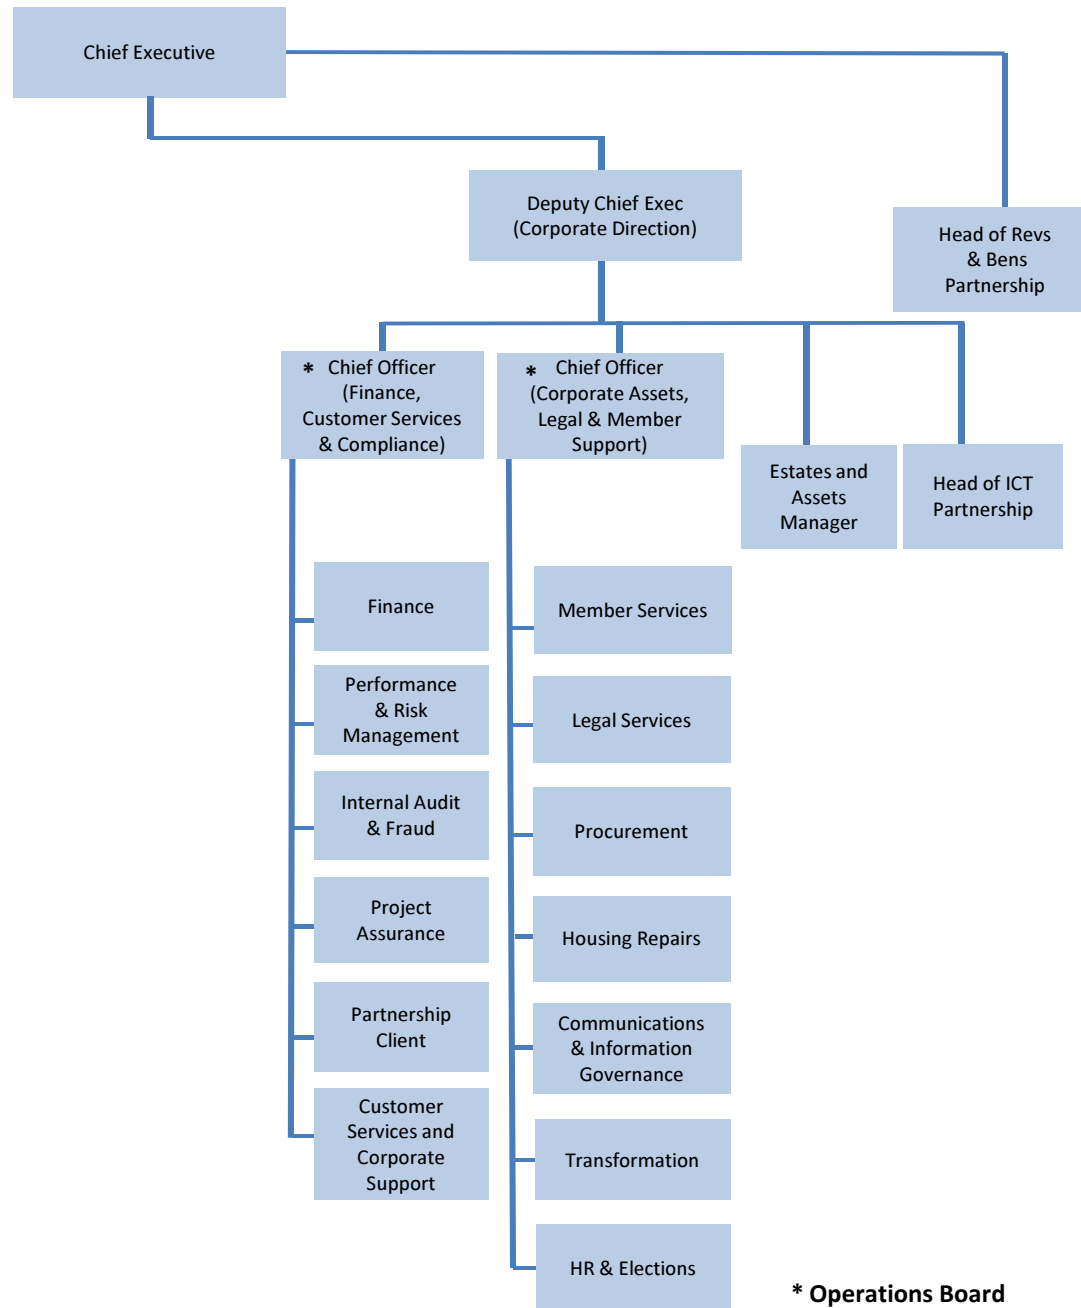 Chief Executive
Deputy Chief Exec
(Corporate Direction)
Head of Revs
& Bens
Partnership
* Chief Officer
(Finance,
Customer Services
& Compliance)
* Chief Officer
(Corporate Assets,
Legal & Member
Support)
Estates and
Assets
Manager
Head of ICT
Partnership
Finance
Performance
& Risk
Management
Internal Audit
& Fraud
Project
Assurance
Partnership
Client
Customer
Services and
Corporate
Support
Member Services
Legal Services
Procurement
Housing Repairs
Communications
& Information
Governance
Transformation
HR & Elections
* Operations Board